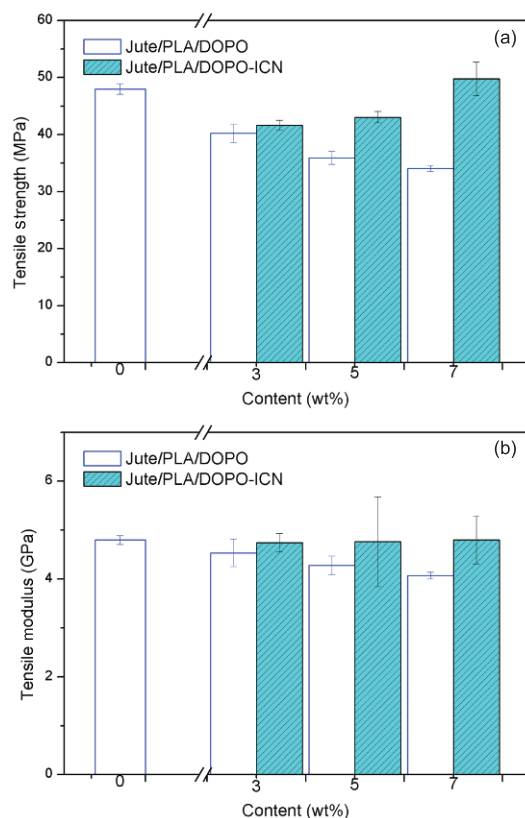 (a)
Jute/PLA/DOPO
Jute/PLA/DOPO-ICN
60
50
40
30
20
10
0
Tensile strength (MPa)
0 3 5 7
Content (wt%)
(b)
Jute/PLA/DOPO
Jute/PLA/DOPO-ICN
6
4
2
0
Tensile modulus (GPa)
0 3 5 7
Content (wt%)